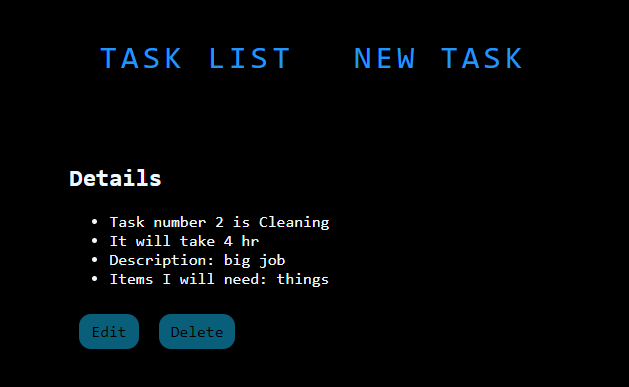 TASK LIST NEW TASK
Details
Task number 2 is Cleaning
It will take 4 hr
Description: big job
Items I will need: things
Edit Delete